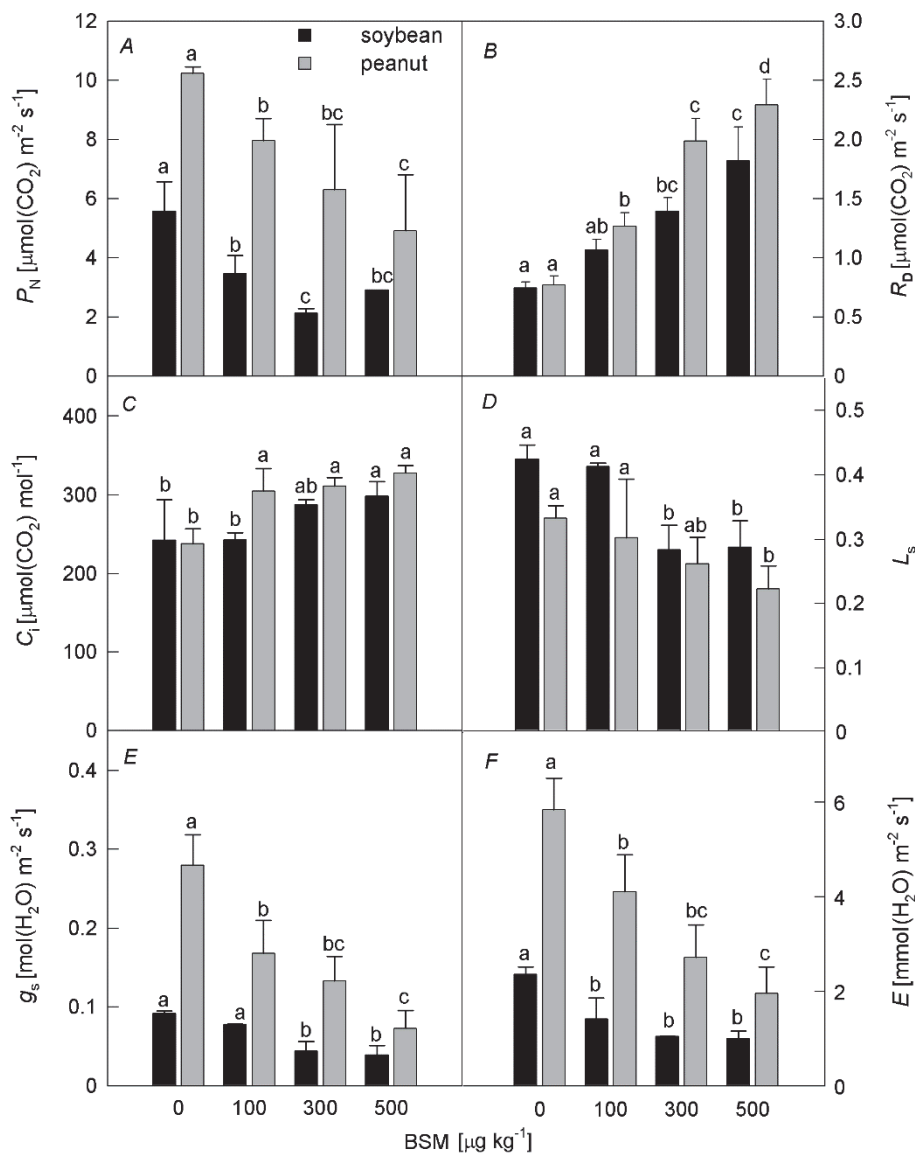 A
soybean
peanut
12
10
8
6
4
2
0
P_N [μmol(CO₂) m⁻² s⁻¹]
a
a
b
b
bc
c
c
bc
B
3.0
2.5
2.0
1.5
1.0
0.5
0
R_D [μmol(CO₂) m⁻² s⁻¹]
a
a
ab
b
bc
c
c
d
C
400
300
200
100
0
C_i [μmol(CO₂) mol⁻¹]
b
b
b
a
ab
a
a
a
D
0.5
0.4
0.3
0.2
0.1
0
L_s
a
a
a
a
b
ab
b
b
E
0.4
0.3
0.2
0.1
0
g_s [mol(H₂O) m⁻² s⁻¹]
a
a
a
b
b
bc
b
c
F
6
4
2
0
E [mmol(H₂O) m⁻² s⁻¹]
a
a
b
b
b
bc
b
c
0 100 300 500 0 100 300 500
BSM [μg kg⁻¹]